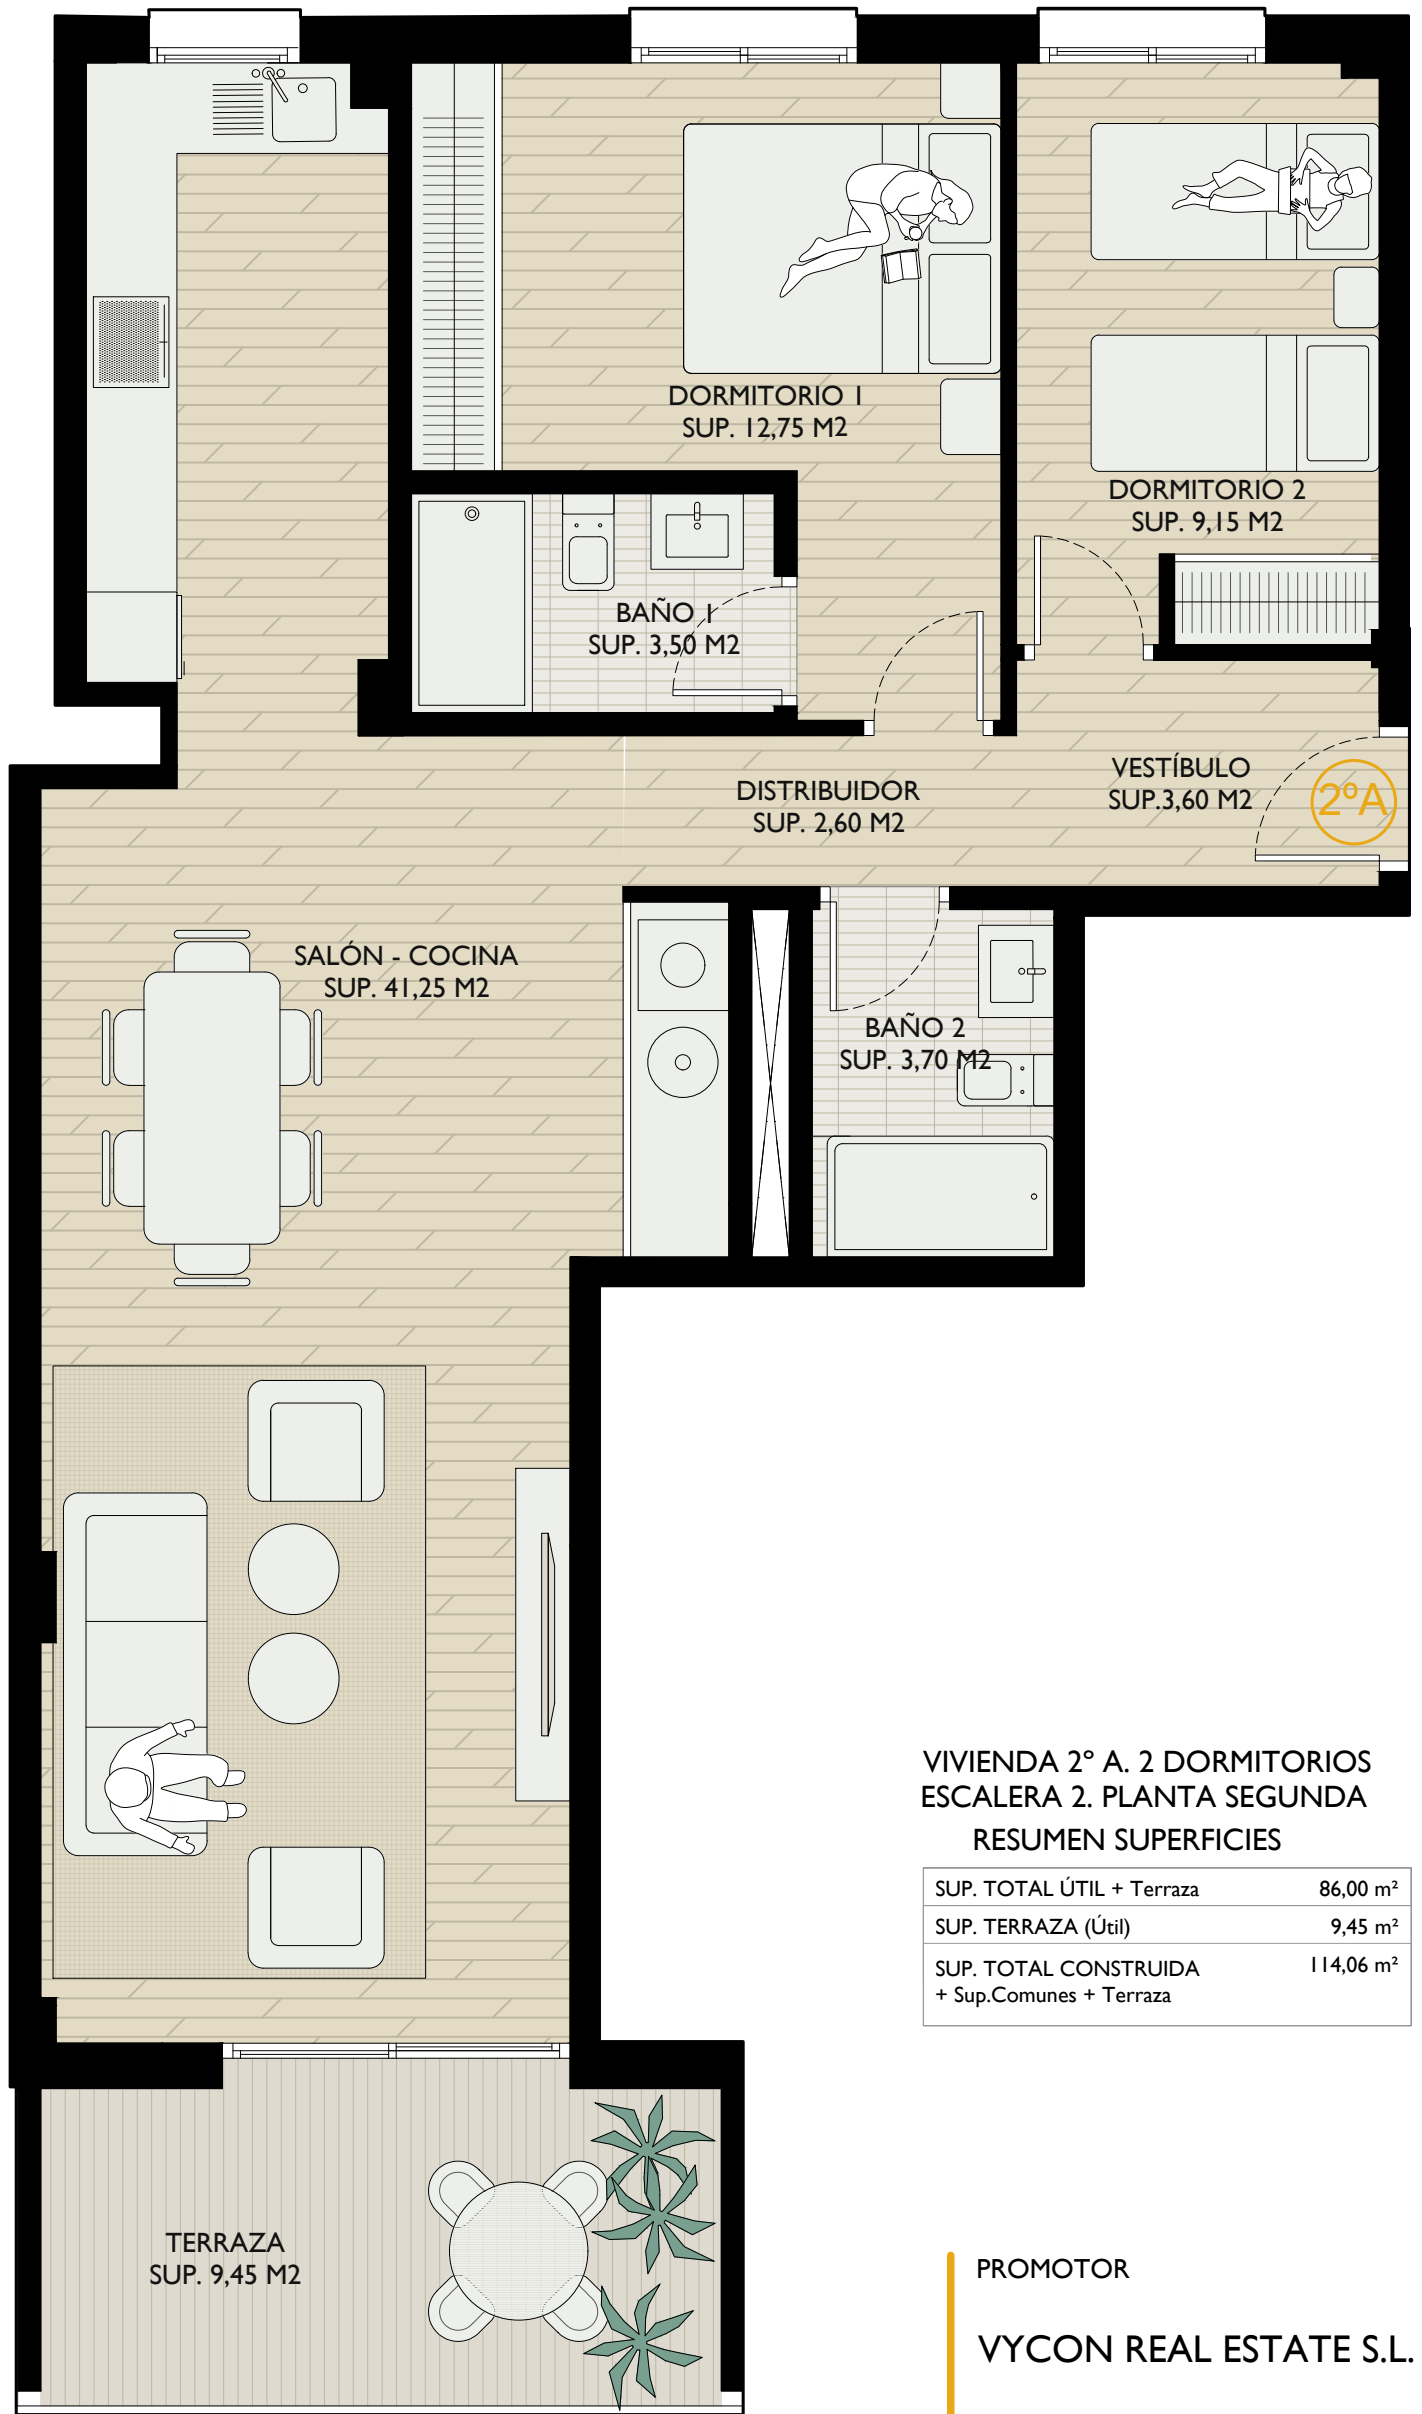 DORMITORIO 1
SUP. 12,75 M2
DORMITORIO 2
SUP. 9,15 M2
BAÑO 1
SUP. 3,50 M2
DISTRIBUIDOR
SUP. 2,60 M2
VESTÍBULO
SUP.3,60 M2
2ºA
SALÓN - COCINA
SUP. 41,25 M2
BAÑO 2
SUP. 3,70 M2
VIVIENDA 2º A. 2 DORMITORIOS
ESCALERA 2. PLANTA SEGUNDA
RESUMEN SUPERFICIES
SUP. TOTAL ÚTIL + Terraza 86,00 m²
SUP. TERRAZA (Útil) 9,45 m²
SUP. TOTAL CONSTRUIDA 114,06 m²
+ Sup.Comunes + Terraza
TERRAZA
SUP. 9,45 M2
PROMOTOR
VYCON REAL ESTATE S.L.